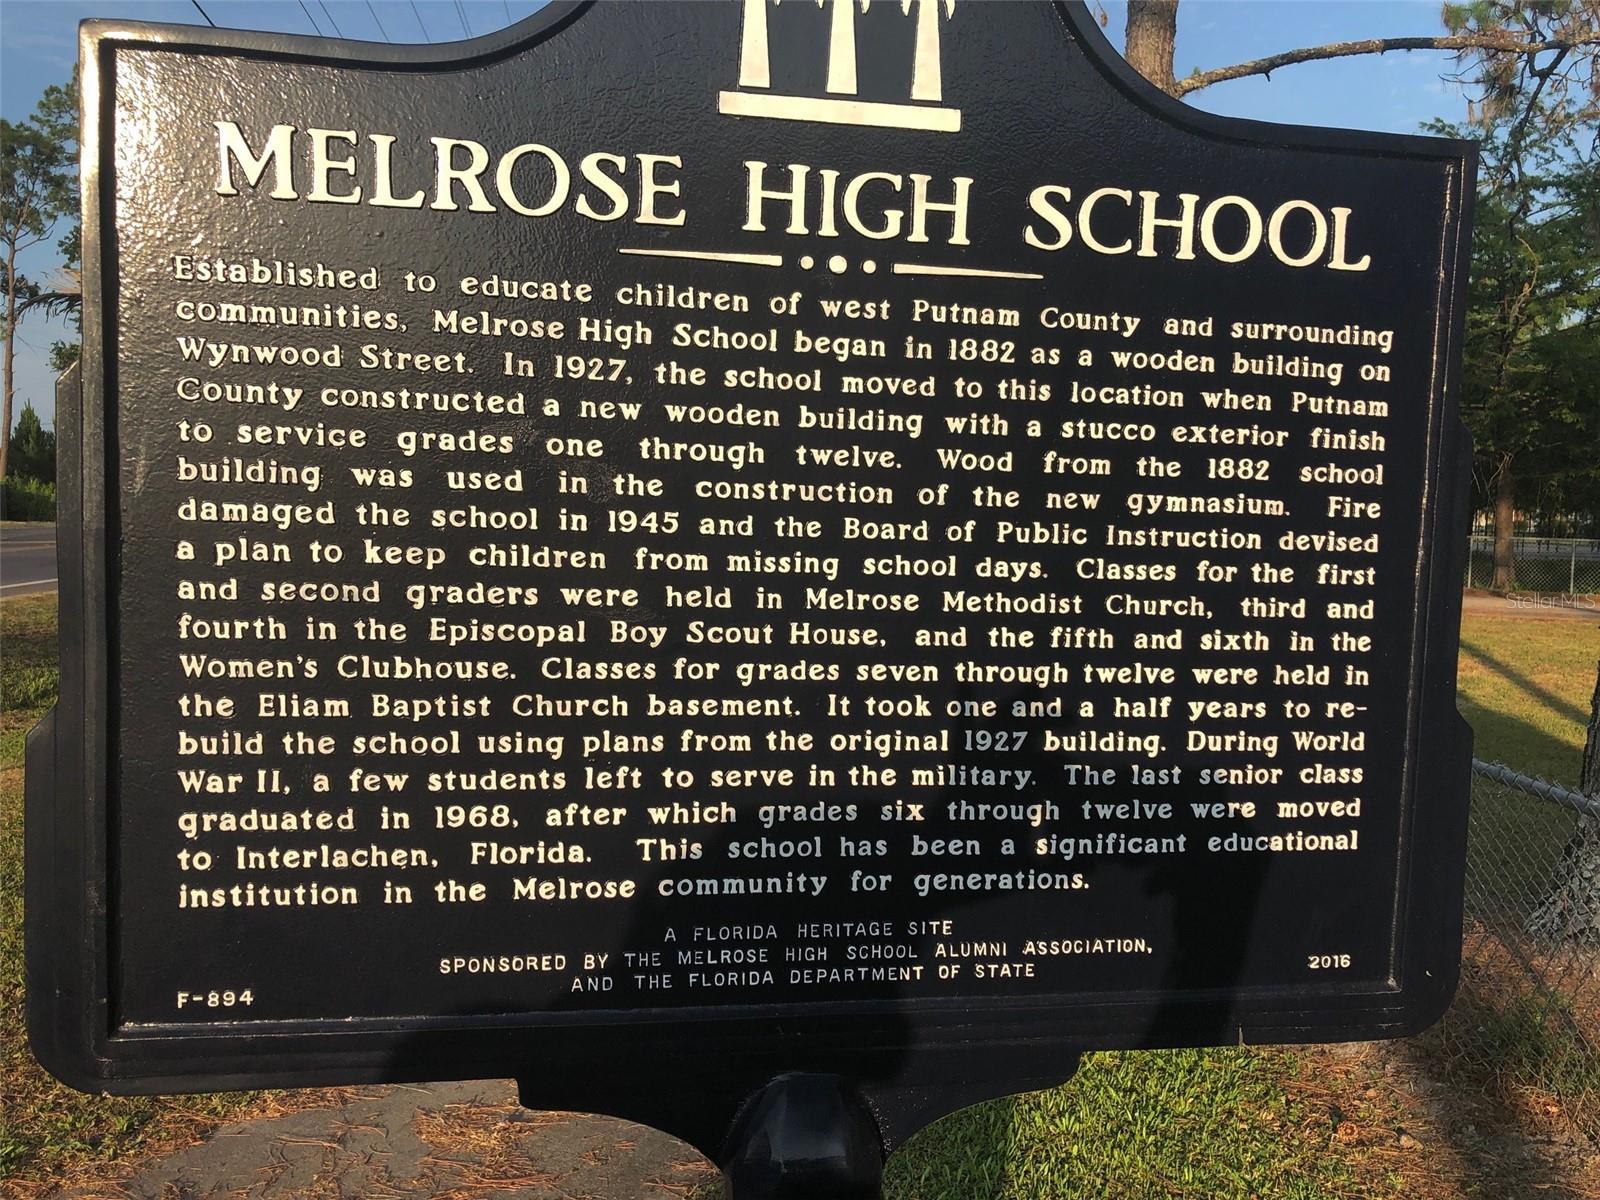 MELROSE HIGH SCHOOL
Established to educate children of west Putnam County and surrounding
communities, Melrose High School began in 1882 as a wooden building on
Wynwood Street. In 1927, the school moved to this location when Putnam
County constructed a new wooden building with a stucco exterior finish
to service grades one through twelve. Wood from the 1882 school
building was used in the construction of the new gymnasium. Fire
damaged the school in 1945 and the Board of Public Instruction devised
a plan to keep children from missing school days. Classes for the first
and second graders were held in Melrose Methodist Church, third and
fourth in the Episcopal Boy Scout House, and the fifth and sixth in the
Women's Clubhouse. Classes for grades seven through twelve were held in
the Eliam Baptist Church basement. It took one and a half years to re-
build the school using plans from the original 1927 building. During World
War II, a few students left to serve in the military. The last senior class
graduated in 1968, after which grades six through twelve were moved
to Interlachen, Florida. This school has been a significant educational
institution in the Melrose community for generations.
A FLORIDA HERITAGE SITE
SPONSORED BY THE MELROSE HIGH SCHOOL ALUMNI ASSOCIATION,
AND THE FLORIDA DEPARTMENT OF STATE
F-894
2016
Stellar MLS